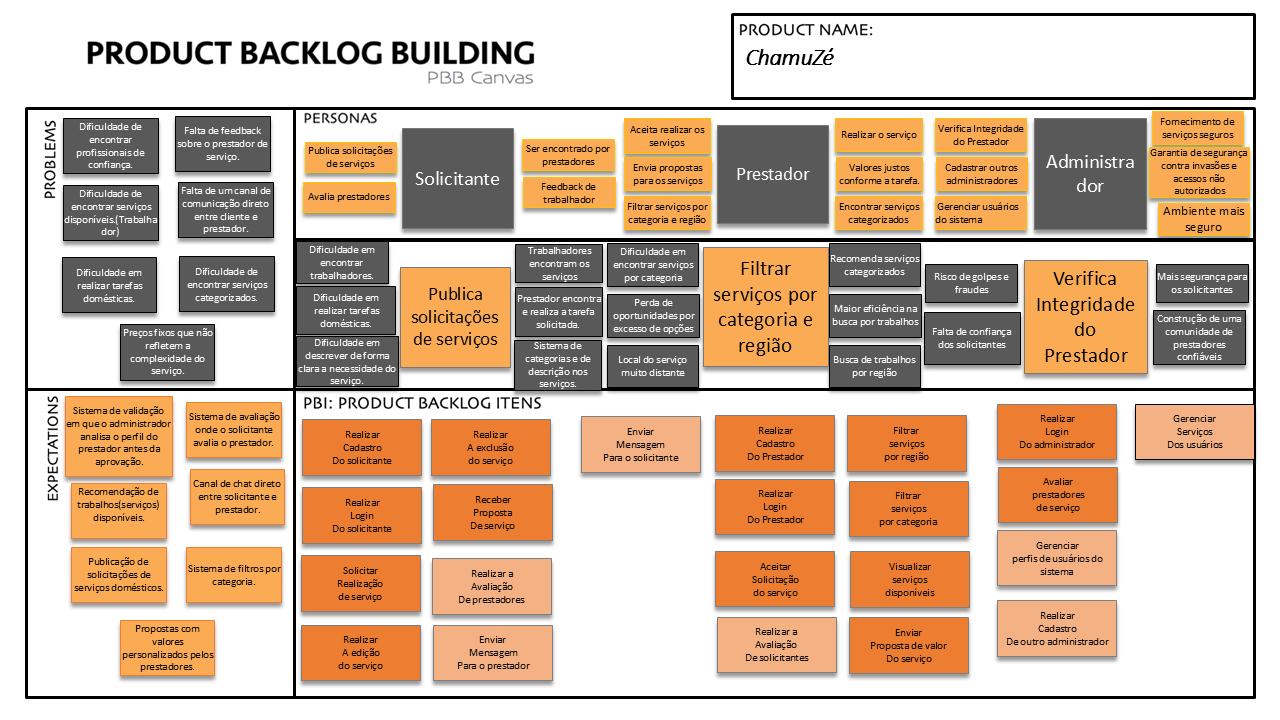 PRODUCT BACKLOG BUILDING
PBB Canvas
PRODUCT NAME:
ChamuZé
PROBLEMS
Dificuldade de
encontrar
profissionais de
confiança.
Falta de feedback
sobre o prestador de
serviço.
Dificuldade de
encontrar serviços
disponíveis.(Trabalha
dor)
Falta de um canal de
comunicação direto
entre cliente e
prestador.
Dificuldade em
realizar tarefas
domésticas.
Dificuldade de
encontrar serviços
categorizados.
Preços fixos que não
refletem a
complexidade do
serviço.
PERSONAS
Publica solicitações
de serviços
Avalia prestadores
Solicitante
Ser encontrado por
prestadores
Feedback de
trabalhador
Aceita realizar os
serviços
Envia propostas
para os serviços
Filtrar serviços por
categoria e região
Prestador
Realizar o serviço
Valores justos
conforme a tarefa.
Encontrar serviços
categorizados
Verifica Integridade
do Prestador
Cadastrar outros
administradores
Gerenciar usuários
do sistema
Administra
dor
Fornecimento de
serviços seguros
Garantia de segurança
contra invasões e
acessos não
autorizados
Ambiente mais
seguro
Dificuldade em
encontrar
trabalhadores.
Dificuldade em
realizar tarefas
domésticas.
Dificuldade em
descrever de forma
clara a necesidade do
serviço.
Publica
solicitações
de serviços
Trabalhadores
encontram os
serviços
Prestador encontra
e realiza a tarefa
solicitada.
Sistema de
categorias e de
descrição nos
serviços.
Dificuldade em
encontrar serviços
por categoria
Perda de
oportunidades por
excesso de opções
Local do serviço
muito distante
Filtrar
serviços por
categoria e
região
Recomenda serviços
categorizados
Maior eficiência na
busca por trabalhos
Busca de trabalhos
por região
Risco de golpes e
fraudes
Falta de confiança
dos solicitantes
Verifica
Integridade
do
Prestador
Mais segurança para
os solicitantes
Construção de uma
comunidade de
prestadores
confiáveis
EXPECTATIONS
Sistema de validação
em que o administrador
analisa o perfil do
prestador antes da
aprovação.
Sistema de avaliação
onde o solicitante
avalia o prestador.
Recomendação de
trabalhos(serviços)
disponíveis.
Canal de chat direto
entre solicitante e
prestador.
Publicação de
solicitações de
serviços domésticos.
Sistema de filtros por
categoria.
Propostas com
valores
personalizados pelos
prestadores.
PBI: PRODUCT BACKLOG ITENS
Realizar
Cadastro
Do solicitante
Realizar
Login
Do solicitante
Solicitar
Realização
de serviço
Realizar
A edição
do serviço
Realizar
A exclusão
do serviço
Receber
Proposta
De serviço
Realizar a
Avaliação
De prestadores
Enviar
Mensagem
Para o prestador
Enviar
Mensagem
Para o solicitante
Realizar
Cadastro
Do Prestador
Realizar
Login
Do Prestador
Aceitar
Solicitação
do serviço
Realizar a
Avaliação
De solicitantes
Filtrar
serviços
por região
Filtrar
serviços
por categoria
Visualizar
serviços
disponíveis
Enviar
Proposta de valor
Do serviço
Realizar
Login
Do administrador
Avaliar
prestadores
de serviço
Gerenciar
perfis de usuários do
sistema
Realizar
Cadastro
De outro administrador
Gerenciar
Serviços
Dos usuários